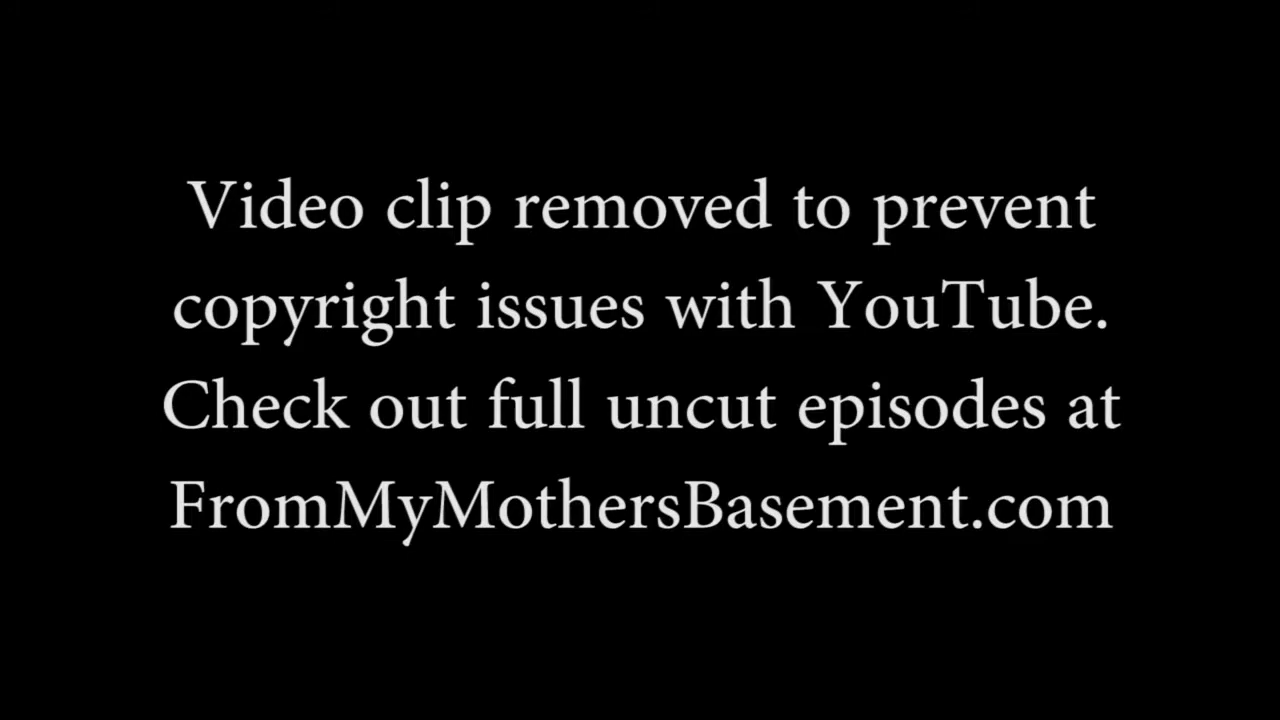 Video clip removed to prevent
copyright issues with YouTube.
Check out full uncut episodes at
FromMyMothersBasement.com